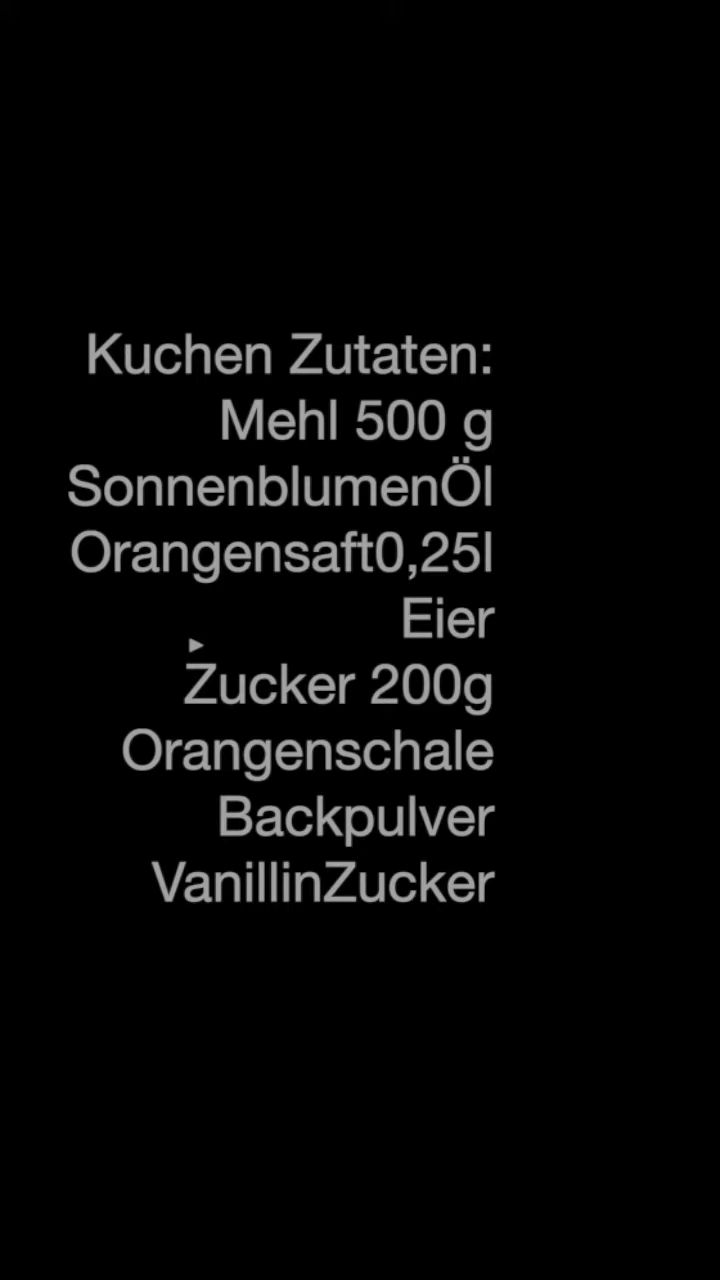 Kuchen Zutaten:
Mehl 500 g
SonnenblumenÖl
Orangensaft0,25l
Eier
Zucker 200g
Orangenschale
Backpulver
VanillinZucker